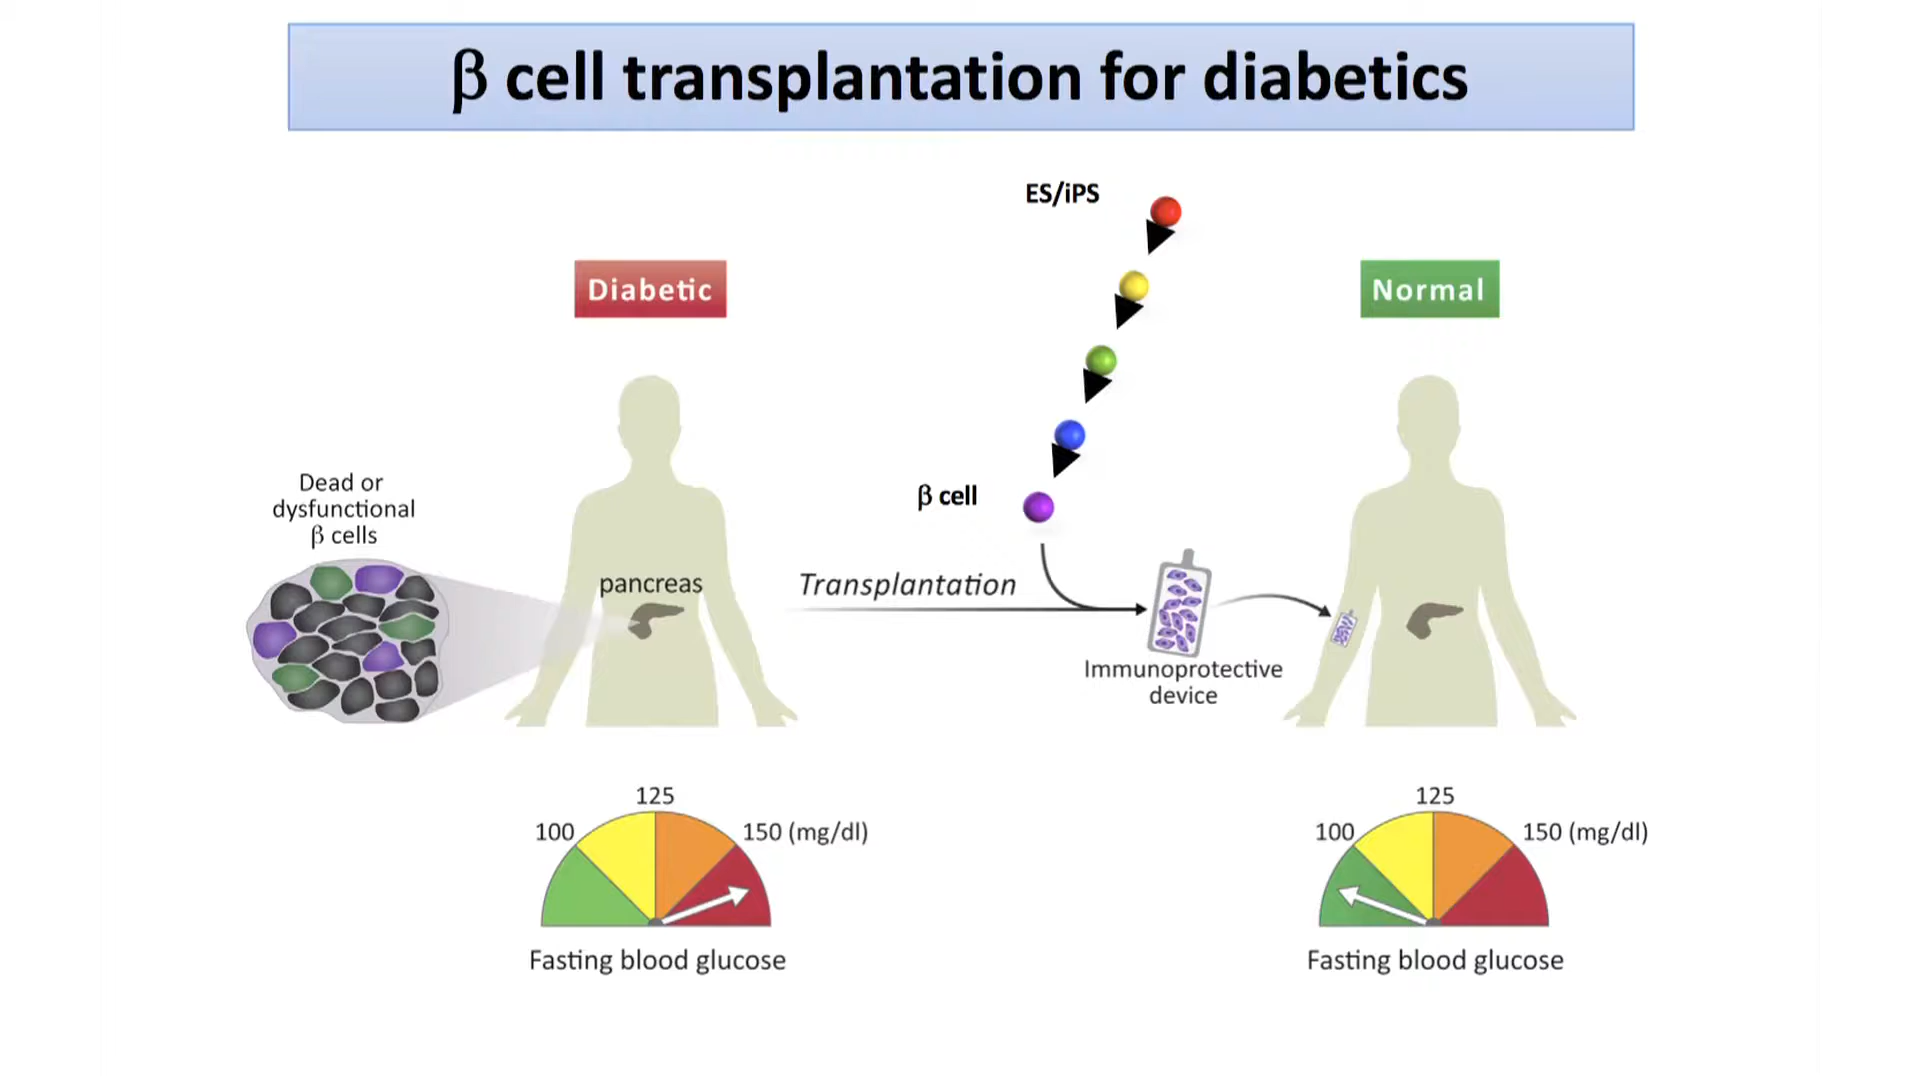 β cell transplantation for diabetics
ES/iPS
Diabetic
Normal
Dead or
dysfunctional
β cells
β cell
pancreas
Transplantation
Immunoprotective
device
125
100
150 (mg/dl)
Fasting blood glucose
125
100
150 (mg/dl)
Fasting blood glucose